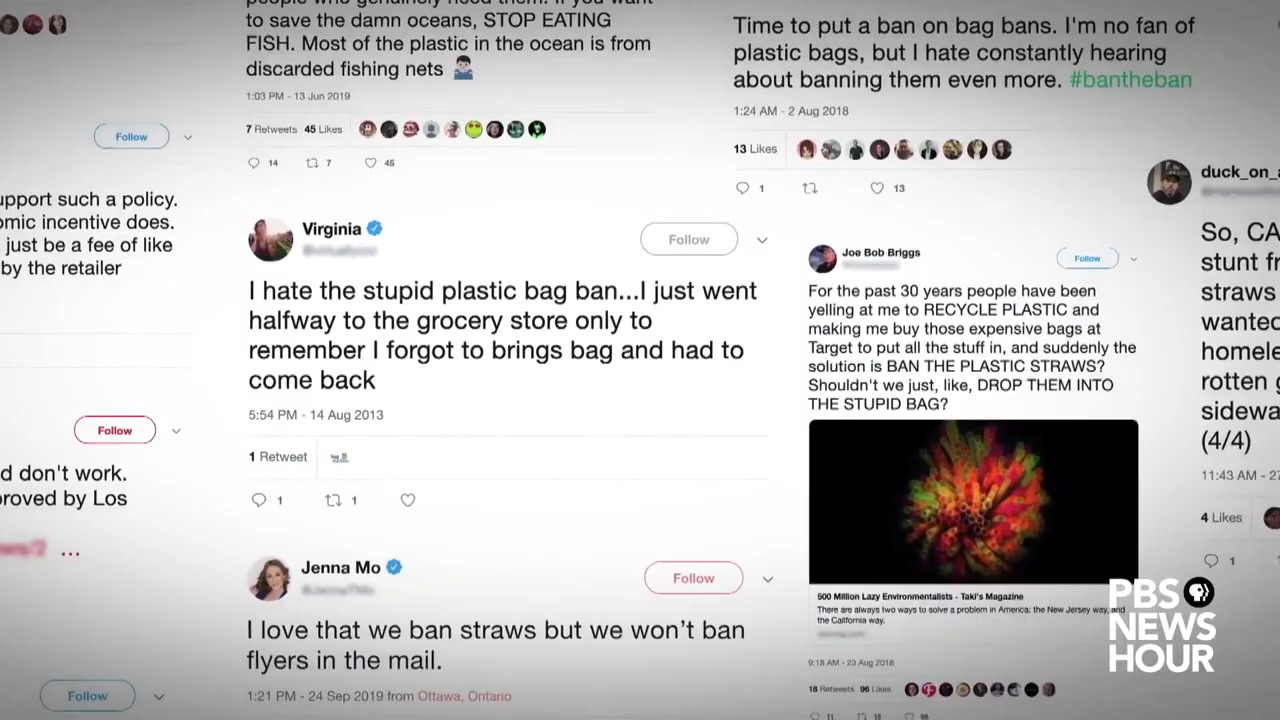 people who genuinely need them. If you want
to save the damn oceans, STOP EATING
FISH. Most of the plastic in the ocean is from
discarded fishing nets
1:03 PM - 13 Jun 2019
7 Retweets 45 Likes
14 7 45
Time to put a ban on bag bans. I'm no fan of
plastic bags, but I hate constantly hearing
about banning them even more. #bantheban
1:24 AM - 2 Aug 2018
13 Likes
1 13
Follow
upport such a policy.
omic incentive does.
just be a fee of like
by the retailer
Follow
d don't work.
proved by Los
...
Follow
Virginia
Follow
I hate the stupid plastic bag ban...I just went
halfway to the grocery store only to
remember I forgot to brings bag and had to
come back
5:54 PM - 14 Aug 2013
1 Retweet
1 1
Jenna Mo
Follow
I love that we ban straws but we won't ban
flyers in the mail.
1:21 PM - 24 Sep 2019 from Ottawa, Ontario
Joe Bob Briggs
Follow
For the past 30 years people have been
yelling at me to RECYCLE PLASTIC and
making me buy those expensive bags at
Target to put all the stuff in, and suddenly the
solution is BAN THE PLASTIC STRAWS?
Shouldn't we just, like, DROP THEM INTO
THE STUPID BAG?
500 Million Lazy Environmentalists - Taki's Magazine
There are always two ways to solve a problem in America: the New Jersey way, and
the California way.
9:18 AM - 23 Aug 2018
18 Retweets 96 Likes
11 18 96
duck_on_a
So, CA
stunt fr
straws
wanted
homele
rotten g
sidewa
(4/4)
11:43 AM - 27
4 Likes
1
PBS
NEWS
HOUR